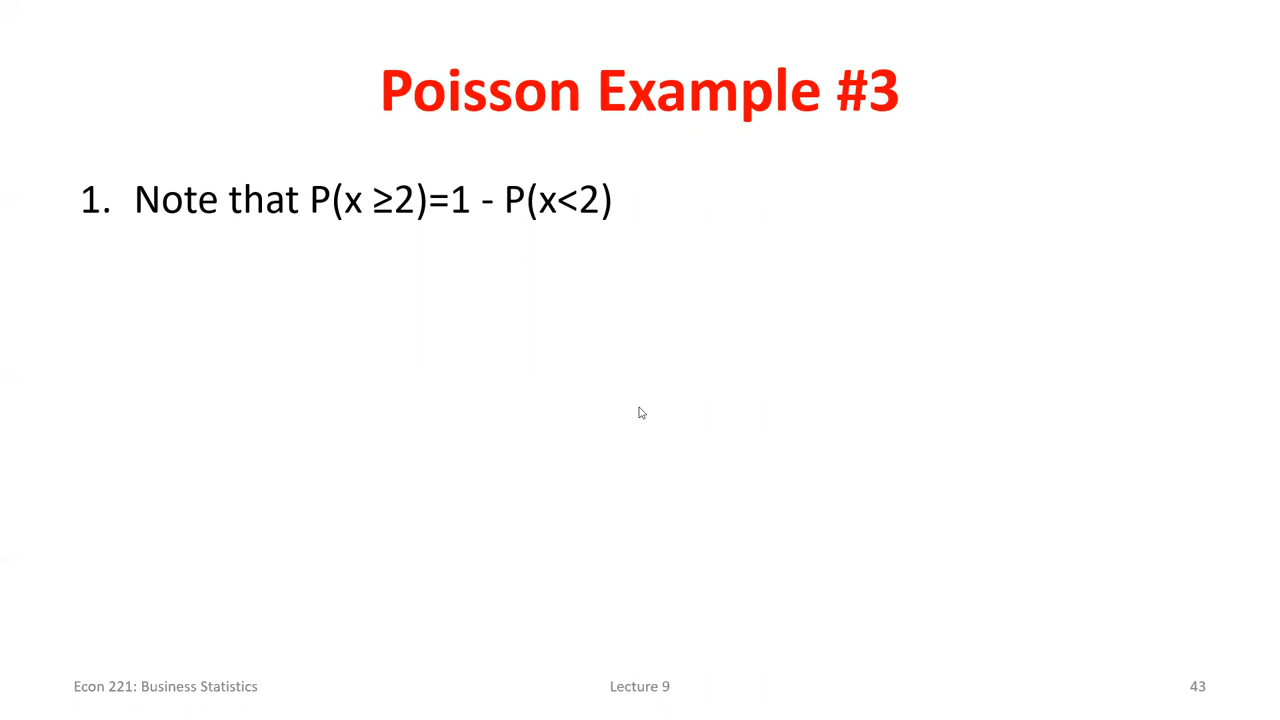 Poisson Example #3
1. Note that P(x ≥2)=1 - P(x<2)
Econ 221: Business Statistics
Lecture 9
43